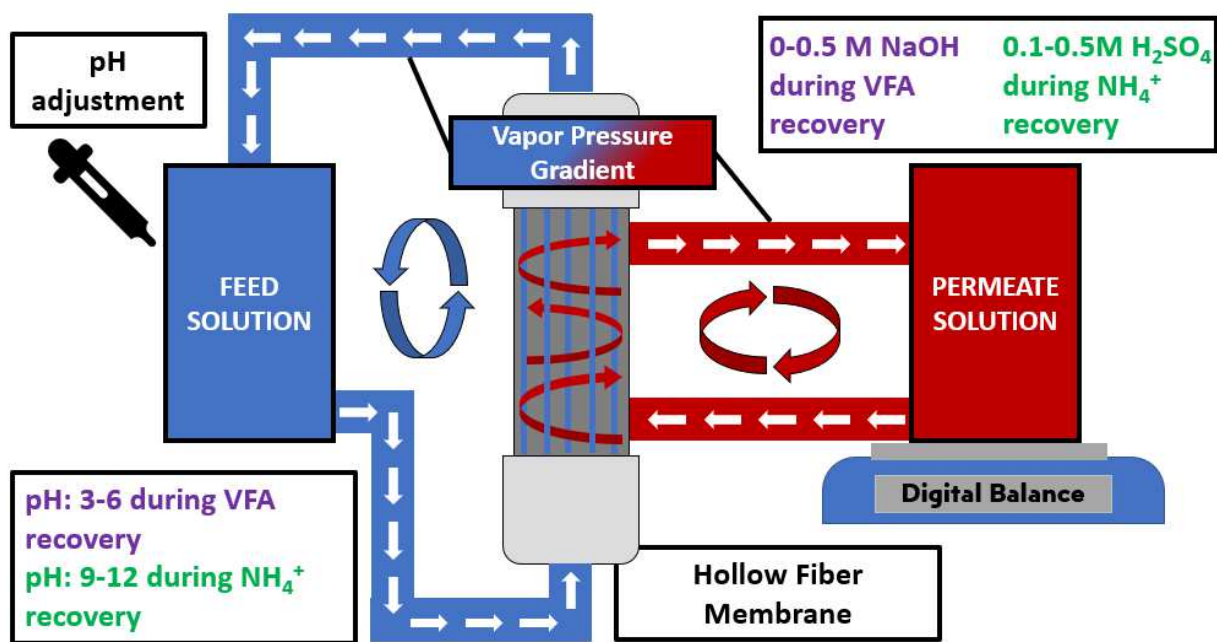 pH
adjustment
0-0.5 M NaOH
during VFA
recovery
0.1-0.5M H₂SO₄
during NH₄⁺
recovery
Vapor Pressure
Gradient
FEED
SOLUTION
PERMEATE
SOLUTION
Digital Balance
pH: 3-6 during VFA
recovery
pH: 9-12 during NH₄⁺
recovery
Hollow Fiber
Membrane